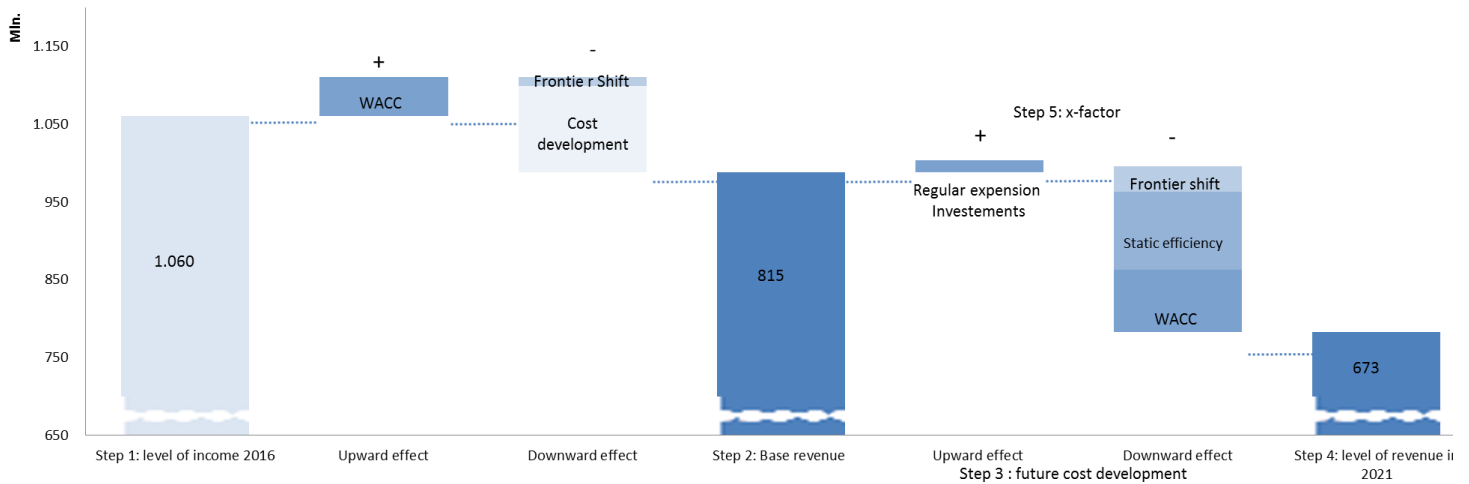 Mln.
1.150
1.050
950
850
750
650
+
WACC
-
Frontie r Shift
Cost
development
1.060
815
Step 5: x-factor
+
Regular expension
Investements
-
Frontier shift
Static efficiency
WACC
673
Step 1: level of income 2016
Upward effect
Downward effect
Step 2: Base revenue
Upward effect
Downward effect
Step 3 : future cost development
Step 4: level of revenue i
2021